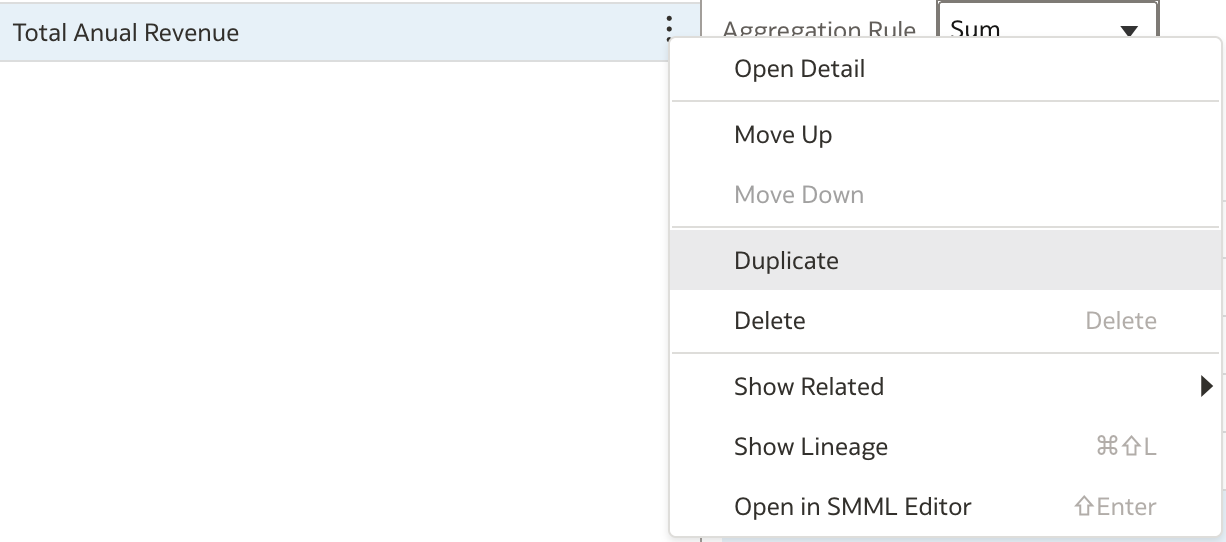 Total Anual Revenue
Aggregation Rule Sum
Open Detail
Move Up
Move Down
Duplicate
Delete Delete
Show Related
Show Lineage ⌘⇧L
Open in SMML Editor ⇧Enter